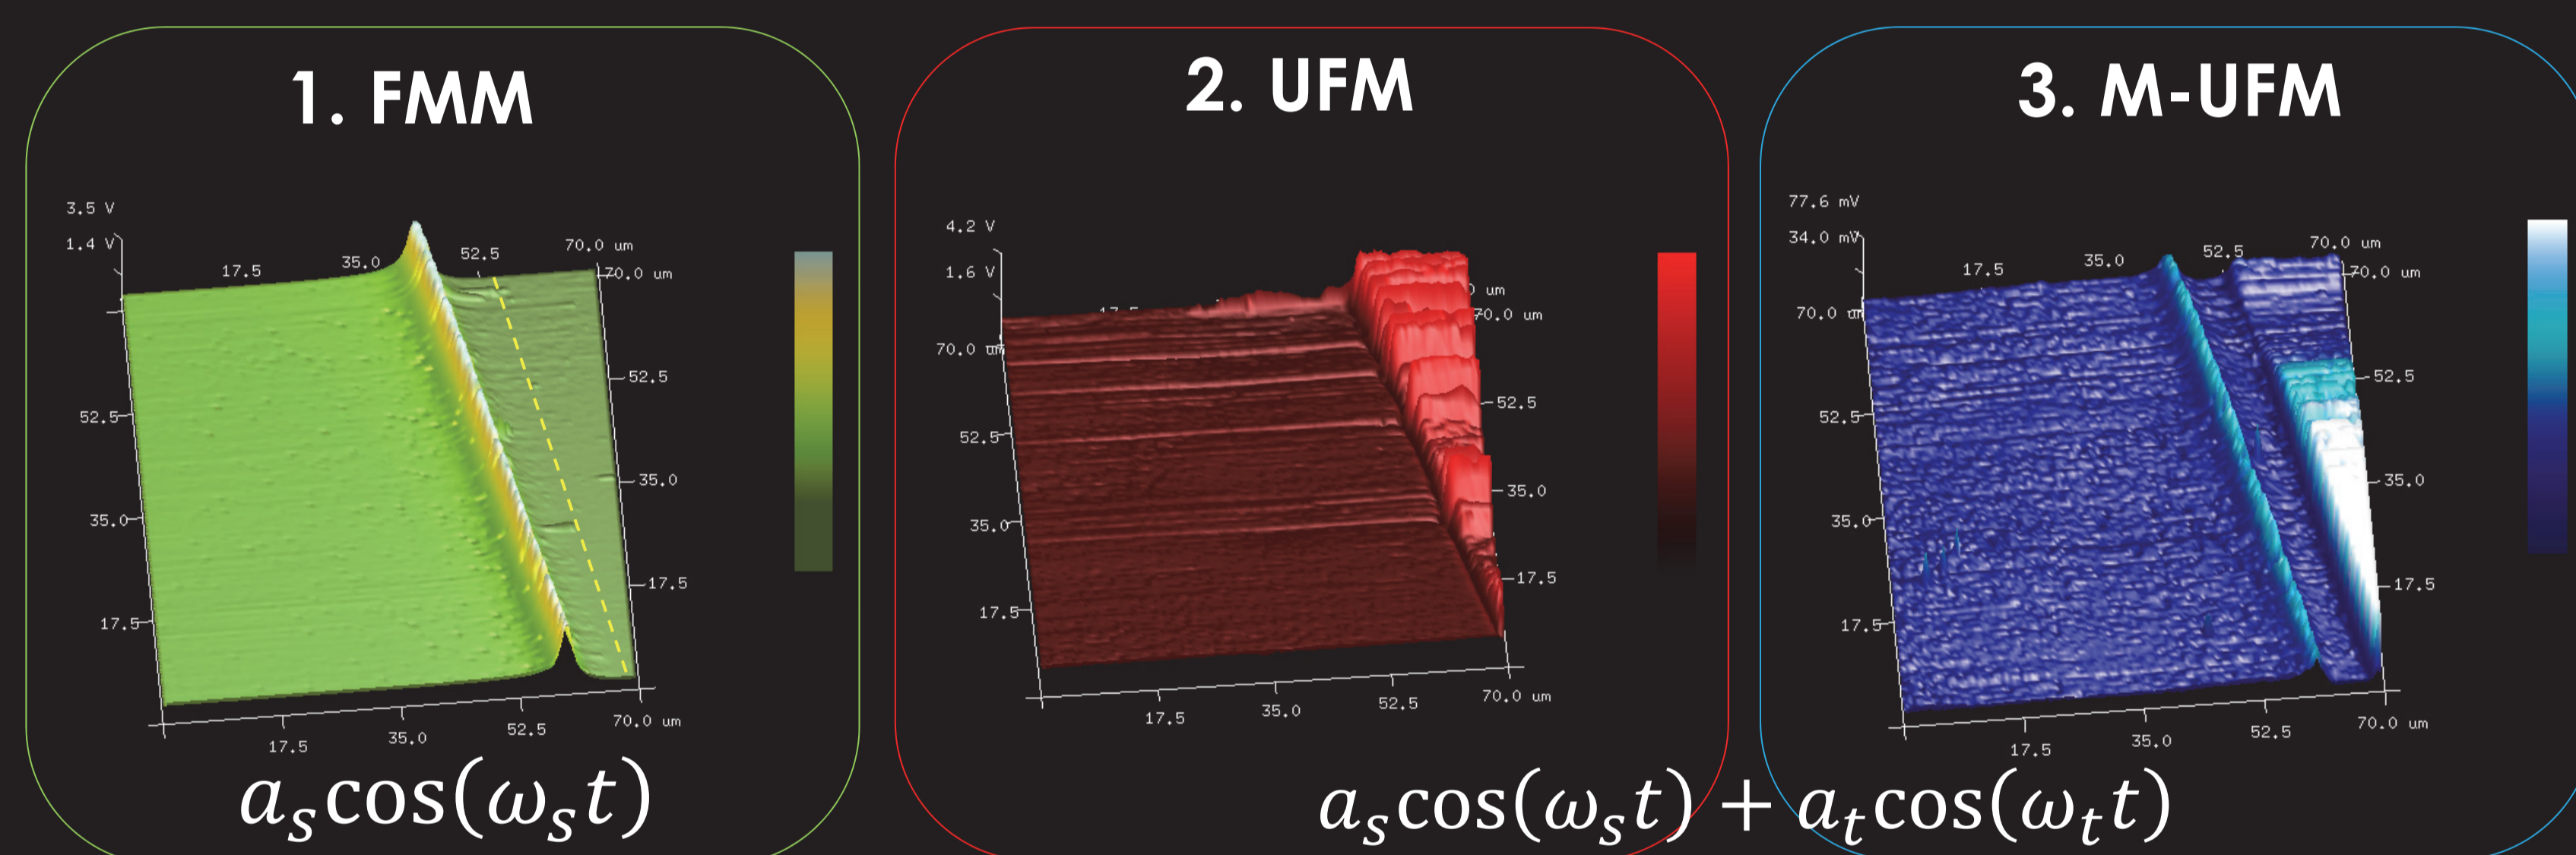 1. FMM
3.5 V
1.4 V
17.5
35.0
52.5
70.0 um
70.0 um
52.5
52.5
35.0
35.0
17.5
17.5
17.5
35.0
52.5
70.0 um
a_s cos(ω_s t)
2. UFM
4.2 V
1.6 V
um
70.0 um
70.0
52.5
52.5
35.0
35.0
17.5
17.5
17.5
35.0
52.5
70.0 um
3. M-UFM
77.6 mV
34.0 mV
17.5
35.0
52.5
70.0 um
70.0 um
70.0
52.5
52.5
35.0
35.0
17.5
17.5
17.5
35.0
52.5
70.0 um
a_s cos(ω_s t) + a_t cos(ω_t t)